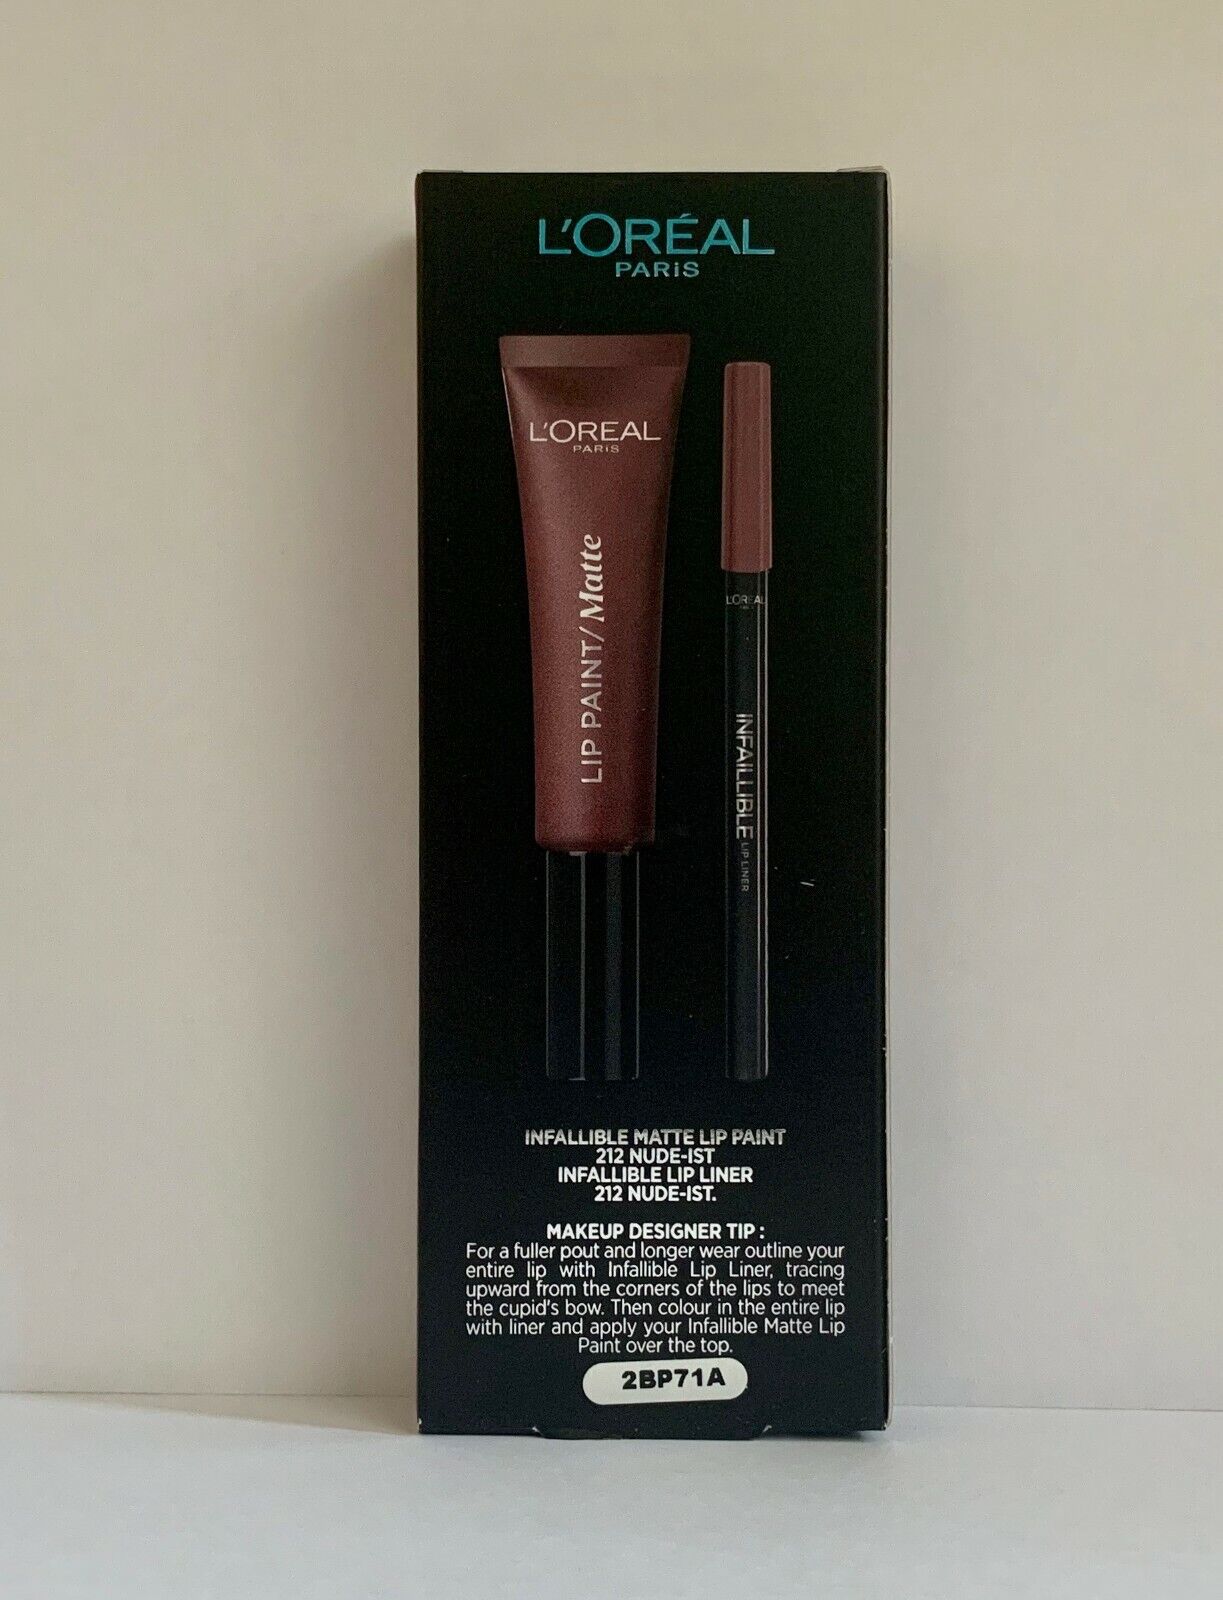 L'ORÉAL
PARiS
L'OREAL
PARiS
LIP PAINT/Matte
L'OREAL
INFAILLIBLE LIP LINER
INFALLIBLE MATTE LIP PAINT
212 NUDE-IST
INFALLIBLE LIP LINER
212 NUDE-IST.
MAKEUP DESIGNER TIP :
For a fuller pout and longer wear outline your
entire lip with Infallible Lip Liner, tracing
upward from the corners of the lips to meet
the cupid's bow. Then colour in the entire lip
with liner and apply your Infallible Matte Lip
Paint over the top.
2BP71A